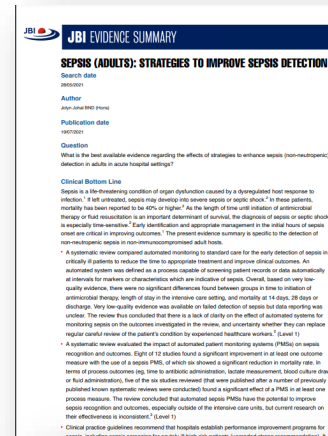 JBI JBI EVIDENCE SUMMARY
SEPSIS (ADULTS): STRATEGIES TO IMPROVE SEPSIS DETECTION
Search date
28/05/2021
Author
Jolyn Johal BND (Hons)
Publication date
19/07/2021
Question
What is the best available evidence regarding the effects of strategies to enhance sepsis (non-neutropenic)
detection in adults in acute hospital settings?
Clinical Bottom Line
Sepsis is a life-threatening condition of organ dysfunction caused by a dysregulated host response to
infection.¹ If left untreated, sepsis may develop into severe sepsis or septic shock.² In these patients,
mortality has been reported to be 40% or higher.² As the length of time until initiation of antimicrobial
therapy or fluid resuscitation is an important determinant of survival, the diagnosis of sepsis or septic shock
is especially time-sensitive. Early identification and appropriate management in the initial hours of sepsis
onset are critical in improving outcomes.¹ The present evidence summary is specific to the detection of
non-neutropenic sepsis in non-immunocompromised adult hosts.
• A systematic review compared automated monitoring to standard care for the early detection of sepsis in
critically ill patients to reduce the time to appropriate treatment and improve clinical outcomes. An
automated system was defined as a process capable of screening patient records or data automatically
at intervals for markers or characteristics which are indicative of sepsis. Overall, based on very low-
quality evidence, there were no significant differences found between groups in time to initiation of
antimicrobial therapy, length of stay in the intensive care setting, and mortality at 14 days, 28 days or
discharge. Very low-quality evidence was available on failed detection of sepsis but data reporting was
unclear. The review thus concluded that there is a lack of clarity on the effect of automated systems for
monitoring sepsis on the outcomes investigated in the review, and uncertainty whether they can replace
regular careful review of the patient's condition by experienced healthcare workers. (Level 1)
• A systematic review evaluated the impact of automated patient monitoring systems (PMSs) on sepsis
recognition and outcomes. Eight of 12 studies found a significant improvement in at least one outcome
measure with the use of a sepsis PMS, of which six showed a significant reduction in mortality rate. In
terms of process outcomes (eg, time to antibiotic administration, lactate measurement, blood culture draw
or fluid administration), five of the six studies reviewed (that were published after a number of previously
published known systematic reviews were conducted) found a significant effect of a PMS in at least one
process measure. The review concluded that automated sepsis PMSs have the potential to improve
sepsis recognition and outcomes, especially outside of the intensive care units, but current research on
their effectiveness is inconsistent. (Level 1)
• Clinical practice guidelines recommend that hospitals establish performance improvement programs for